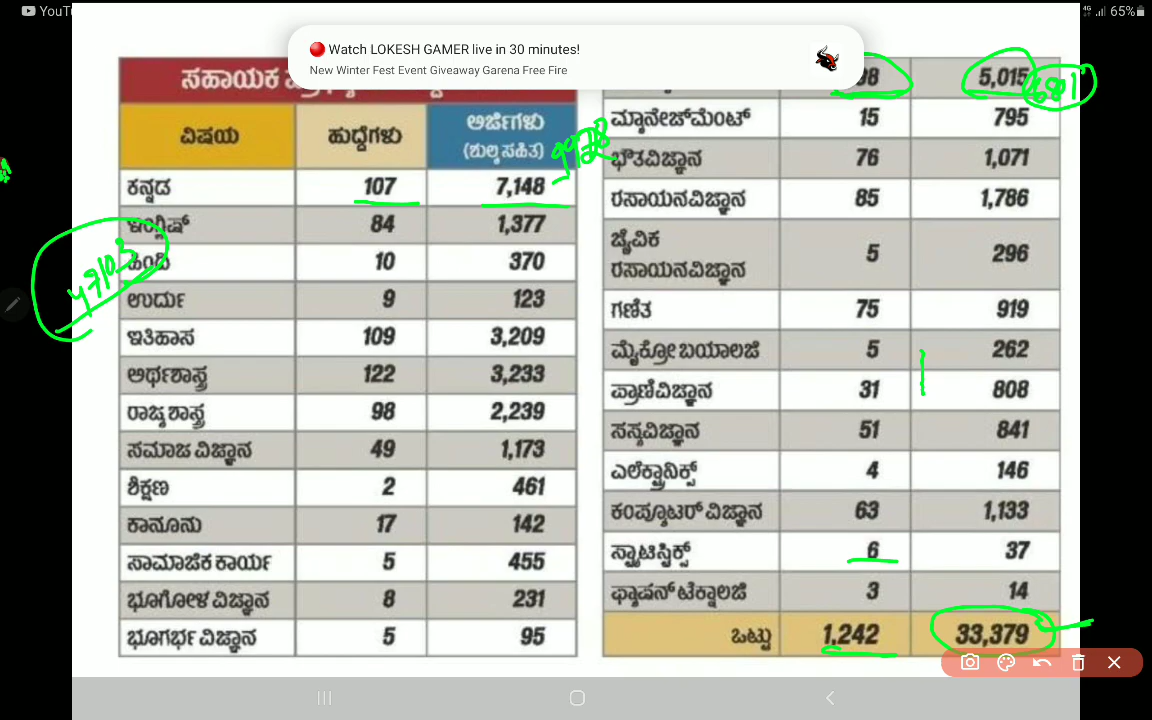 YouTu
4G 65%
Watch LOKESH GAMER live in 30 minutes!
New Winter Fest Event Giveaway Garena Free Fire
ಸಹಾಯಕ
ವಿಷಯ ಹುದ್ದೆಗಳು ಅರ್ಜಿಗಳು
(ಶುಲ್ಕ ಸಹಿತ)
ಕನ್ನಡ 107 7,148
ಇಂಗ್ಲಿಷ್ 84 1,377
ಹಿಂದಿ 10 370
ಉರ್ದು 9 123
ಇತಿಹಾಸ 109 3,209
ಅರ್ಥಶಾಸ್ತ್ರ 122 3,233
ರಾಜ್ಯಶಾಸ್ತ್ರ 98 2,239
ಸಮಾಜ ವಿಜ್ಞಾನ 49 1,173
ಶಿಕ್ಷಣ 2 461
ಕಾನೂನು 17 142
ಸಾಮಾಜಿಕ ಕಾರ್ಯ 5 455
ಭೂಗೋಳ ವಿಜ್ಞಾನ 8 231
ಭೂಗರ್ಭ ವಿಜ್ಞಾನ 5 95
5,015
ಮ್ಯಾನೇಜ್‌ಮೆಂಟ್ 15 795
ಭೌತವಿಜ್ಞಾನ 76 1,071
ರಸಾಯನವಿಜ್ಞಾನ 85 1,786
ಜೈವಿಕ
ರಸಾಯನವಿಜ್ಞಾನ 5 296
ಗಣಿತ 75 919
ಮೈಕ್ರೋಬಯಾಲಜಿ 5 262
ಪ್ರಾಣಿವಿಜ್ಞಾನ 31 808
ಸಸ್ಯವಿಜ್ಞಾನ 51 841
ಎಲೆಕ್ಟ್ರಾನಿಕ್ಸ್ 4 146
ಕಂಪ್ಯೂಟರ್ ವಿಜ್ಞಾನ 63 1,133
ಸ್ಟ್ಯಾಟಿಸ್ಟಿಕ್ಸ್ 6 37
ಫ್ಯಾಷನ್ ಟೆಕ್ನಾಲಜಿ 3 14
ಒಟ್ಟು 1,242 33,379